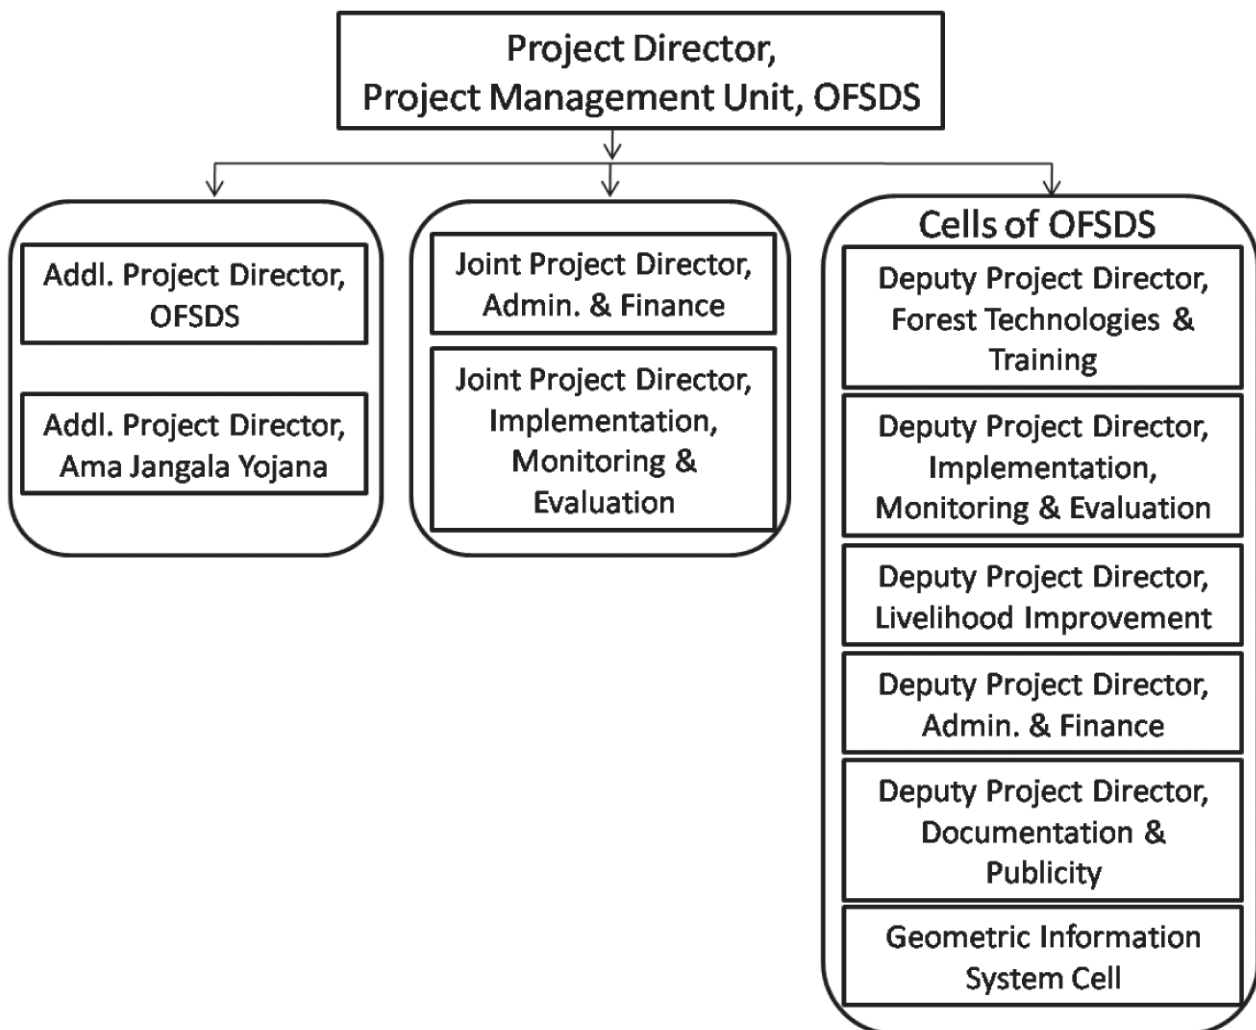 Project Director,
Project Management Unit, OFSDS
Addl. Project Director,
OFSDS
Addl. Project Director,
Ama Jangala Yojana
Joint Project Director,
Admin. & Finance
Joint Project Director,
Implementation,
Monitoring &
Evaluation
Cells of OFSDS
Deputy Project Director,
Forest Technologies &
Training
Deputy Project Director,
Implementation,
Monitoring & Evaluation
Deputy Project Director,
Livelihood Improvement
Deputy Project Director,
Admin. & Finance
Deputy Project Director,
Documentation &
Publicity
Geometric Information
System Cell